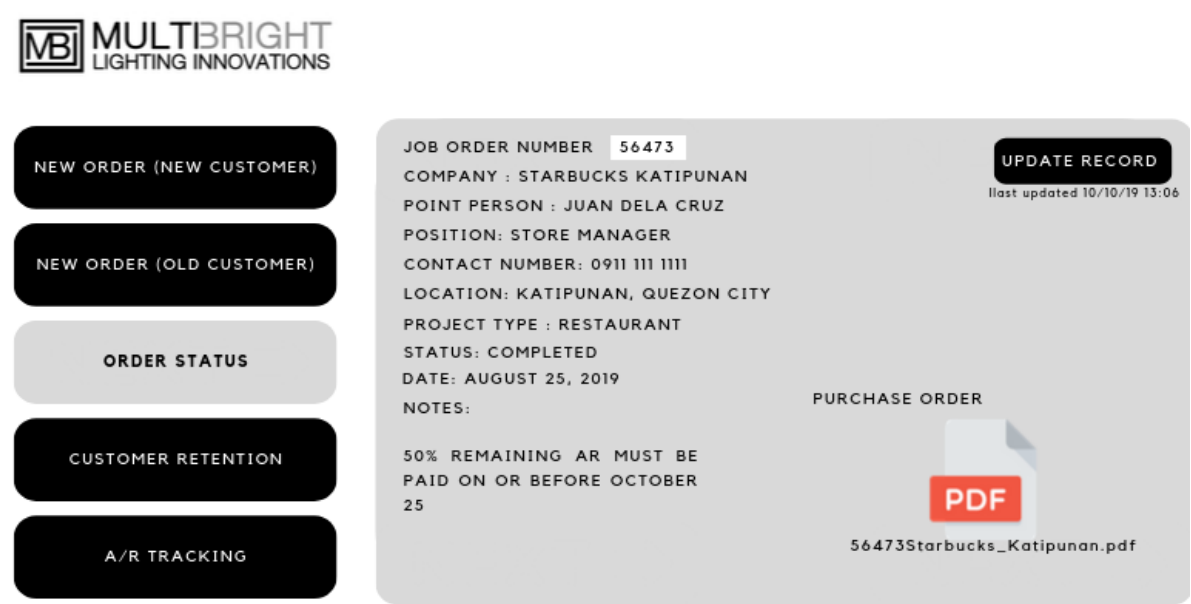 MB MULTIBRIGHT
LIGHTING INNOVATIONS
NEW ORDER (NEW CUSTOMER)
NEW ORDER (OLD CUSTOMER)
ORDER STATUS
CUSTOMER RETENTION
A/R TRACKING
JOB ORDER NUMBER 56473
COMPANY : STARBUCKS KATIPUNAN
POINT PERSON : JUAN DELA CRUZ
POSITION: STORE MANAGER
CONTACT NUMBER: 0911 111 1111
LOCATION: KATIPUNAN, QUEZON CITY
PROJECT TYPE : RESTAURANT
STATUS: COMPLETED
DATE: AUGUST 25, 2019
NOTES:
50% REMAINING AR MUST BE
PAID ON OR BEFORE OCTOBER
25
UPDATE RECORD
llast updated 10/10/19 13:06
PURCHASE ORDER
PDF
56473Starbucks_Katipunan.pdf